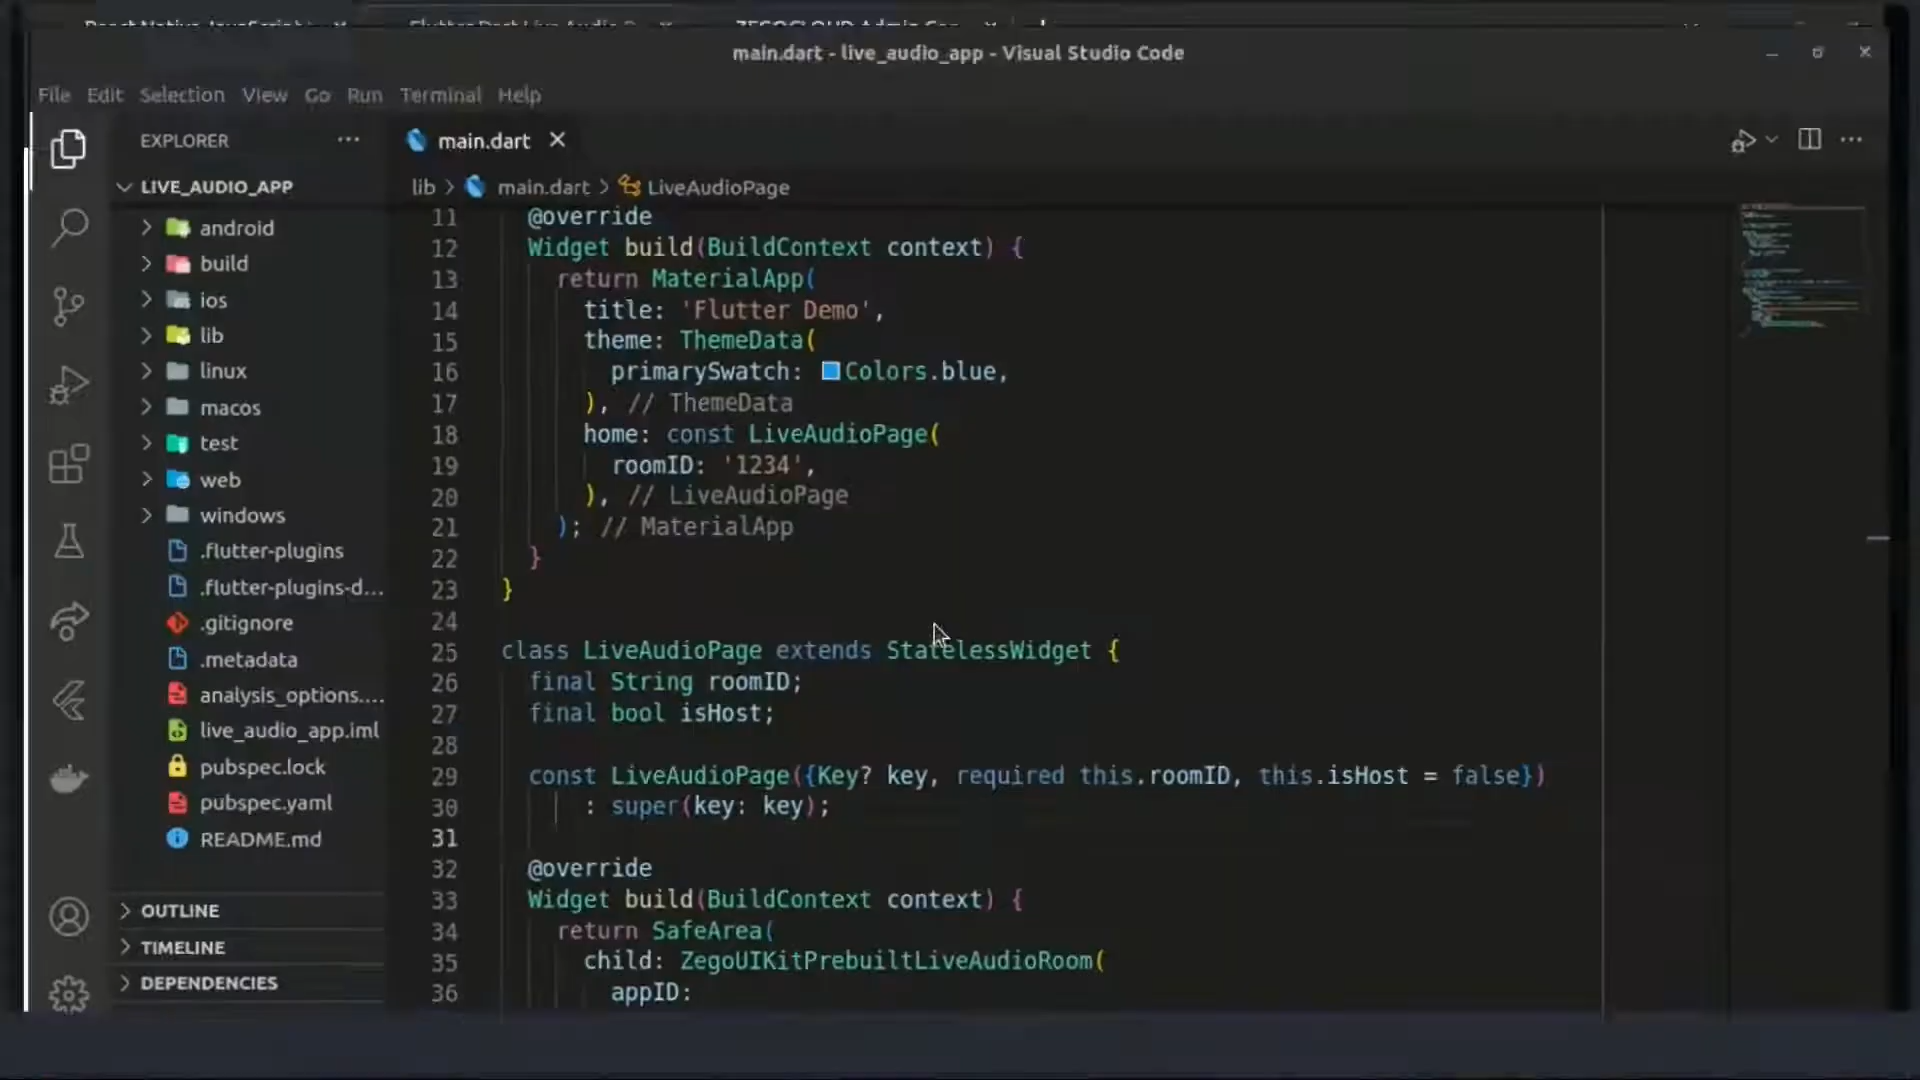 main.dart - live_audio_app - Visual Studio Code
File Edit Selection View Go Run Terminal Help
EXPLORER
LIVE_AUDIO_APP
android
build
ios
lib
linux
macos
test
web
windows
.flutter-plugins
.flutter-plugins-d...
.gitignore
.metadata
analysis_options....
live_audio_app.iml
pubspec.lock
pubspec.yaml
README.md
OUTLINE
TIMELINE
DEPENDENCIES
main.dart
lib > main.dart > LiveAudioPage
11 @override
12 Widget build(BuildContext context) {
13 return MaterialApp(
14 title: 'Flutter Demo',
15 theme: ThemeData(
16 primarySwatch: Colors.blue,
17 ), // ThemeData
18 home: const LiveAudioPage(
19 roomID: '1234',
20 ), // LiveAudioPage
21 ); // MaterialApp
22 }
23 }
24
25 class LiveAudioPage extends StatelessWidget {
26 final String roomID;
27 final bool isHost;
28
29 const LiveAudioPage({Key? key, required this.roomID, this.isHost = false})
30 : super(key: key);
31
32 @override
33 Widget build(BuildContext context) {
34 return SafeArea(
35 child: ZegoUIKitPrebuiltLiveAudioRoom(
36 appID: